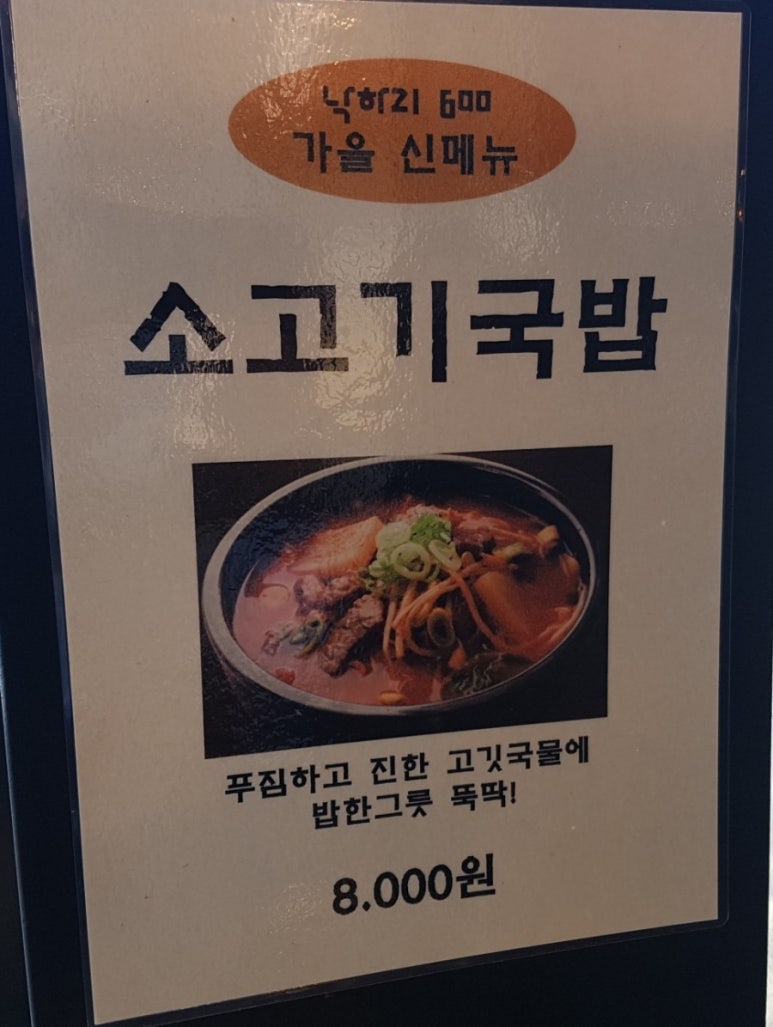 낙하리 600
가을 신메뉴
소고기국밥
푸짐하고 진한 고깃국물에
밥한그릇 뚝딱!
8.000원